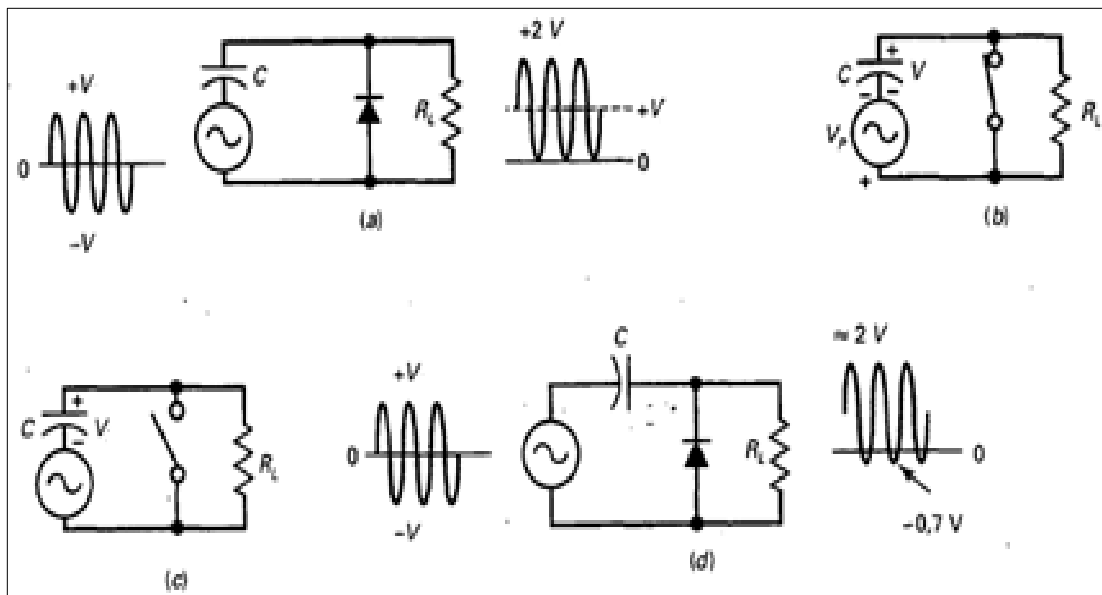 +V
0
-V
C
R_L
+2 V
+V
0
(a)
+
C V
- -
V_P
+
R_L
(b)
+
C V
-
R_L
(c)
+V
0
-V
C
R_L
(d)
≈ 2 V
0
-0,7 V